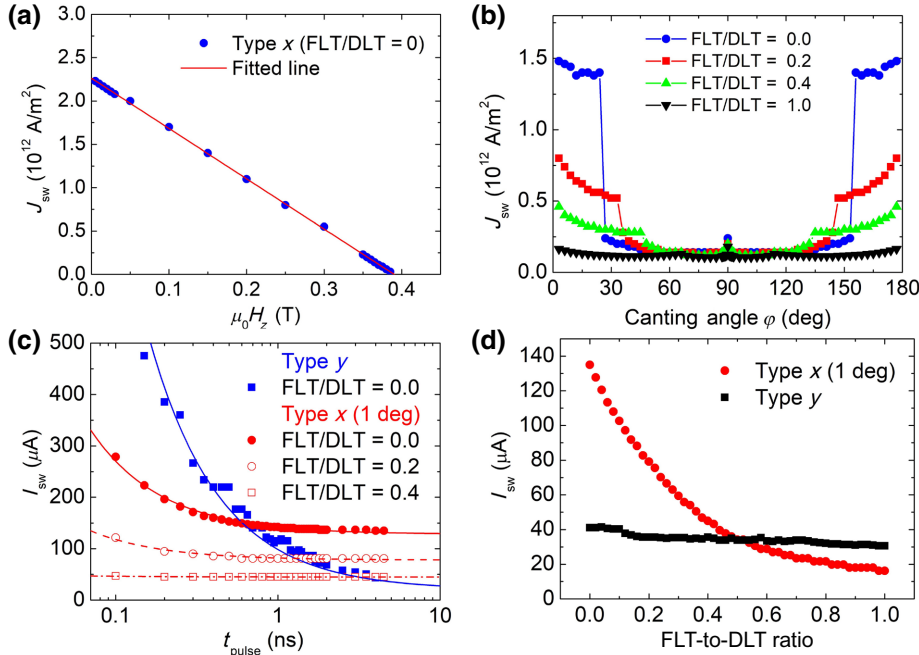 (a)
3.0
2.5
2.0
1.5
1.0
0.5
0.0
J_sw (10^12 A/m^2)
Type x (FLT/DLT = 0)
Fitted line
0.0 0.1 0.2 0.3 0.4
μ_0H_z (T)
(b)
2.0
1.5
1.0
0.5
0.0
J_sw (10^12 A/m^2)
FLT/DLT = 0.0
FLT/DLT = 0.2
FLT/DLT = 0.4
FLT/DLT = 1.0
0 30 60 90 120 150 180
Canting angle φ (deg)
(c)
500
400
300
200
100
0
I_sw (μA)
Type y
FLT/DLT = 0.0
Type x (1 deg)
FLT/DLT = 0.0
FLT/DLT = 0.2
FLT/DLT = 0.4
0.1 1 10
t_pulse (ns)
(d)
140
120
100
80
60
40
20
0
I_sw (μA)
Type x (1 deg)
Type y
0.0 0.2 0.4 0.6 0.8 1.0
FLT-to-DLT ratio